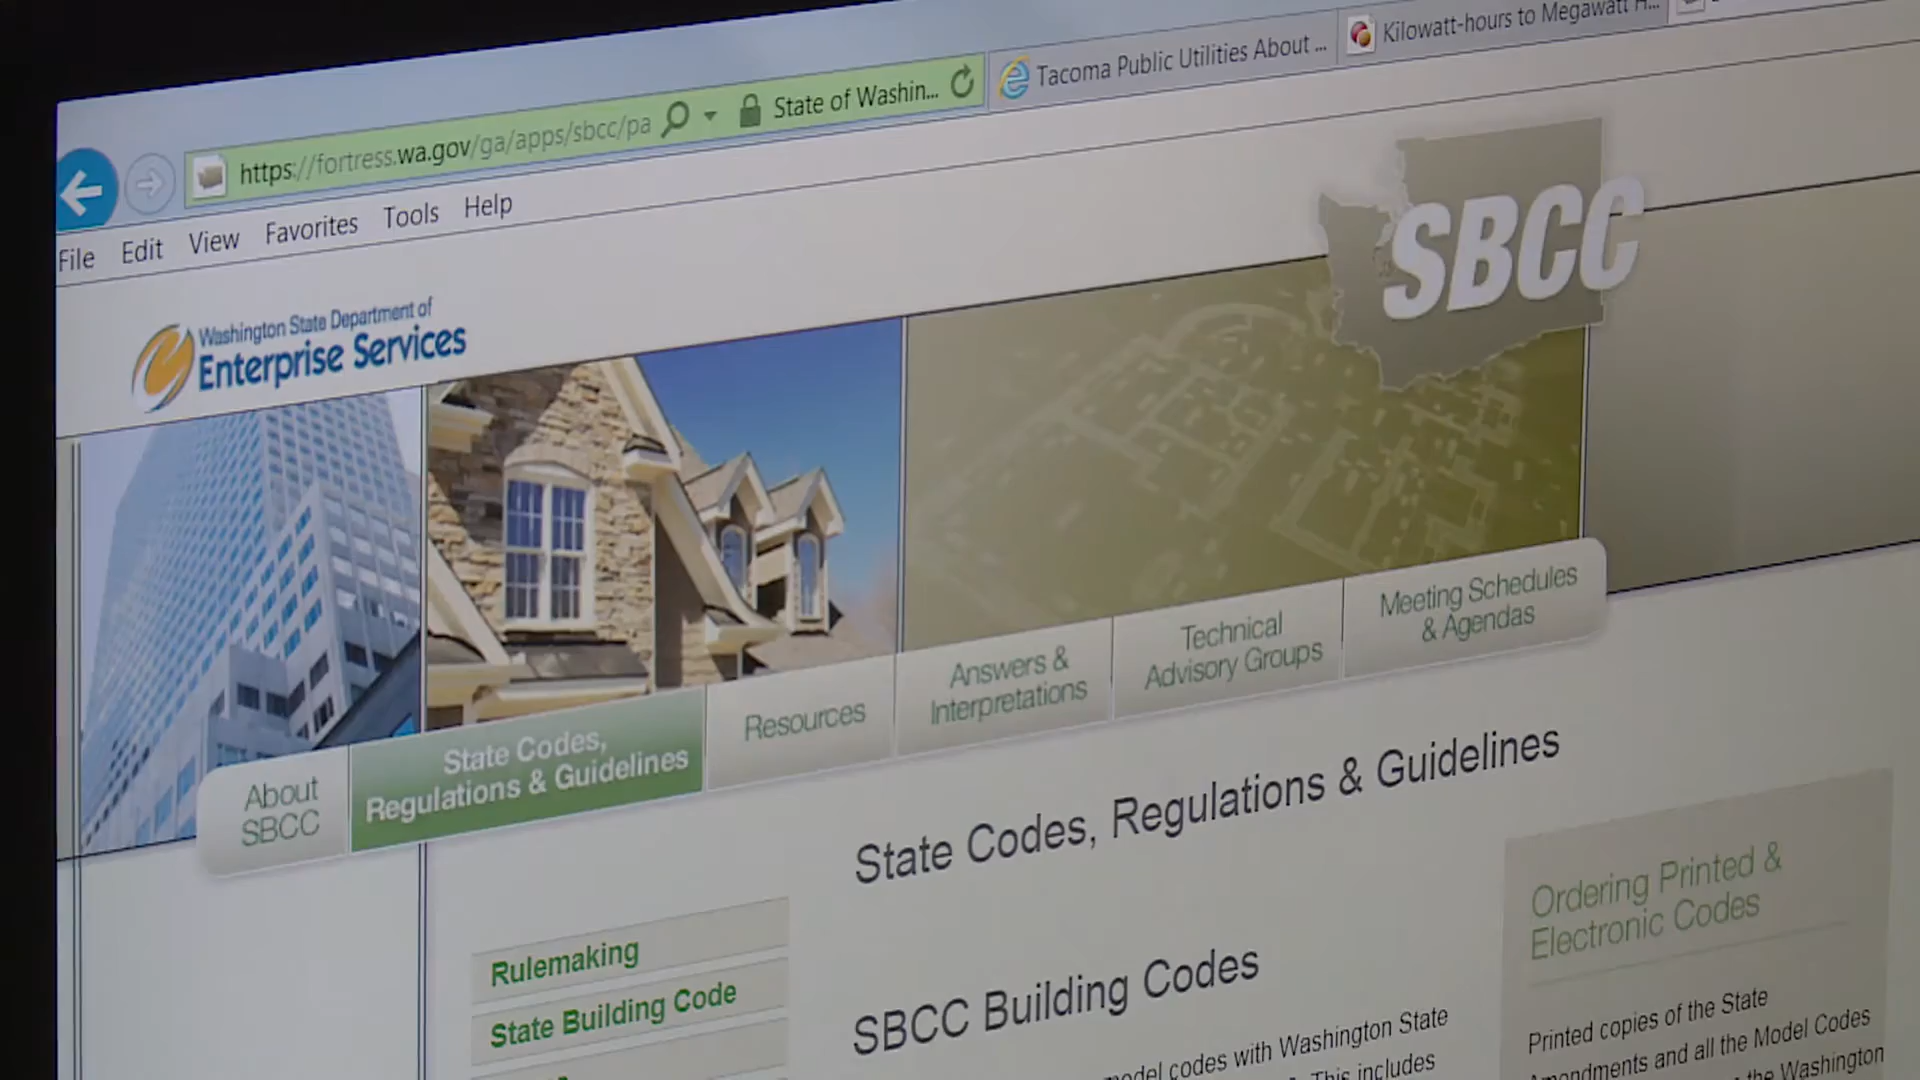 Tacoma Public Utilities About ...
Kilowatt-hours to Megawatt H...
https://fortress.wa.gov/ga/apps/sbcc/pa
State of Washin...
File Edit View Favorites Tools Help
Washington State Department of
Enterprise Services
SBCC
About
SBCC
State Codes,
Regulations & Guidelines
Resources
Answers &
Interpretations
Technical
Advisory Groups
Meeting Schedules
& Agendas
State Codes, Regulations & Guidelines
Rulemaking
State Building Code
SBCC Building Codes
codes with Washington State
This includes
Ordering Printed &
Electronic Codes
Printed copies of the State
and all the Model Codes
the Washington